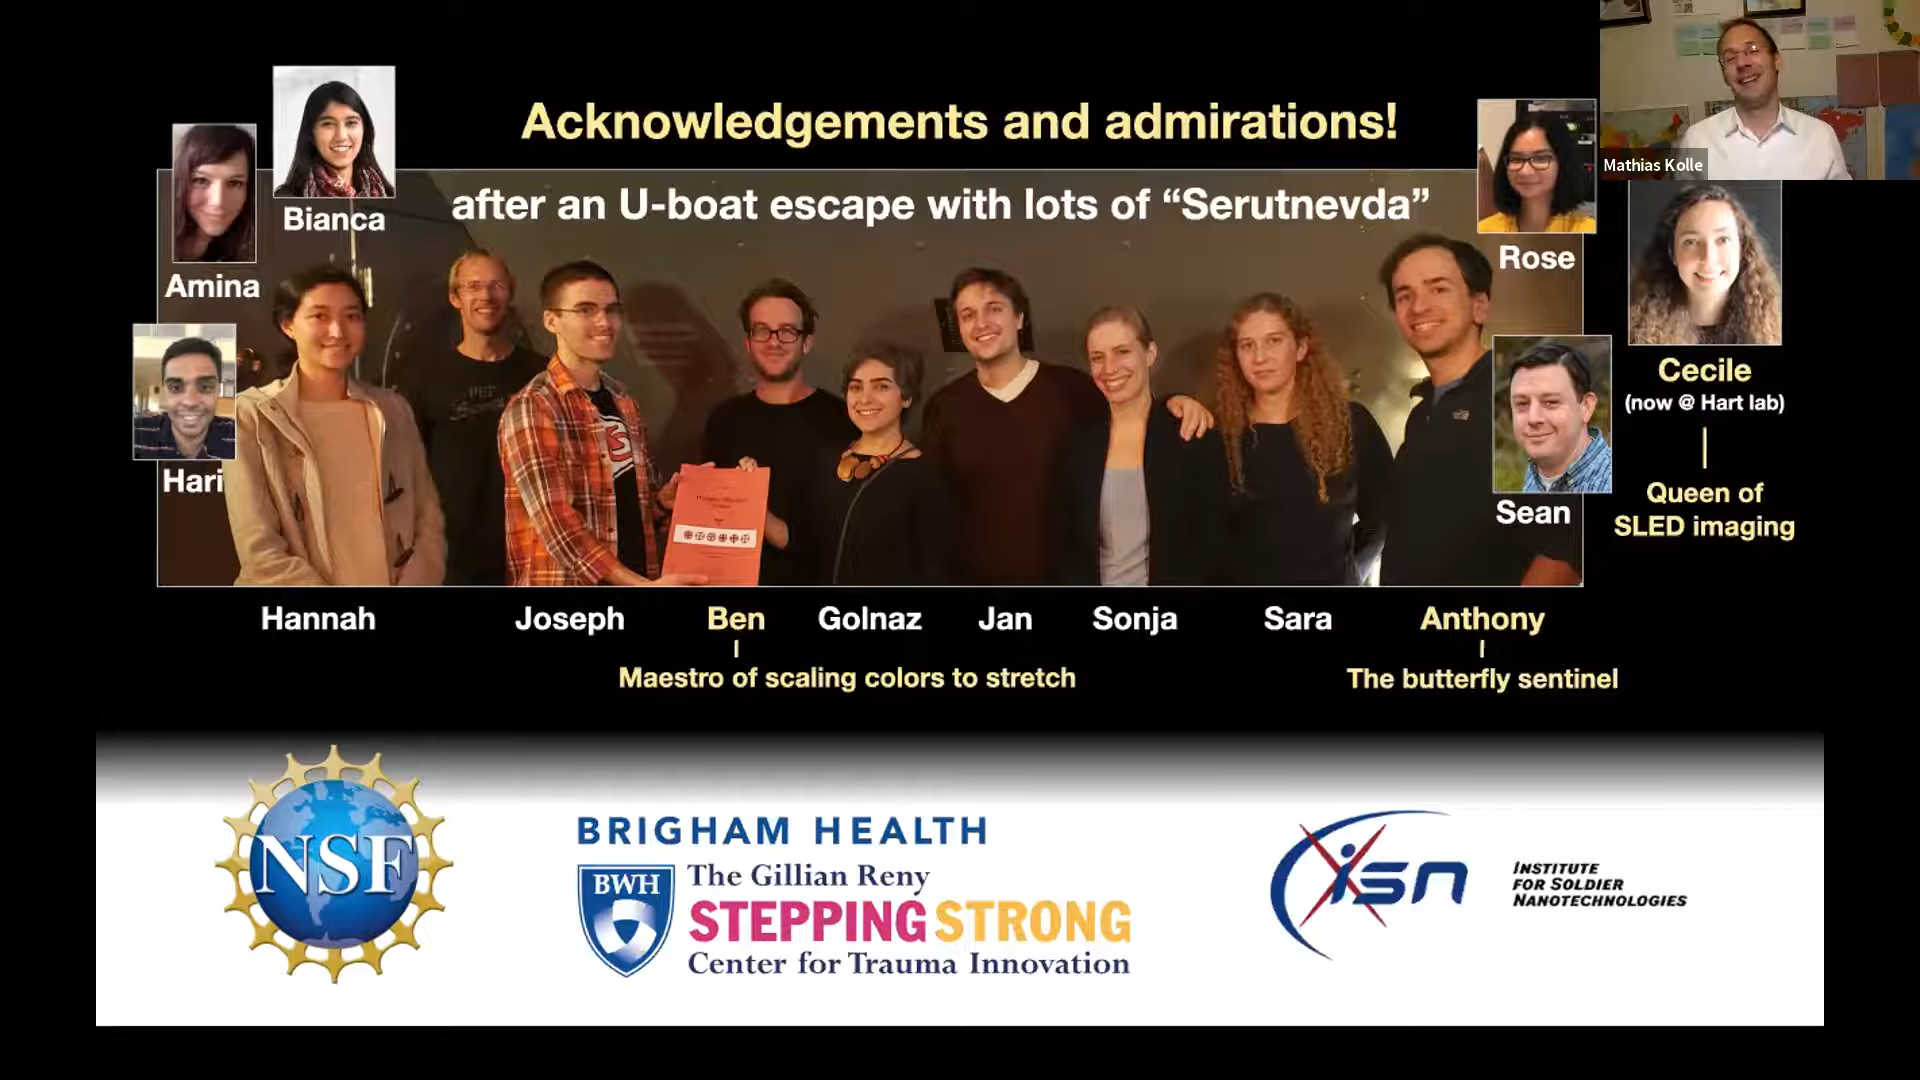 Acknowledgements and admirations!
after an U-boat escape with lots of “Serutnevda”
Mathias Kolle
Bianca
Amina
Hari
Rose
Sean
Cecile
(now @ Hart lab)
Queen of
SLED imaging
Hannah
Joseph
Ben
Golnaz
Jan
Sonja
Sara
Anthony
Maestro of scaling colors to stretch
The butterfly sentinel
NSF
BRIGHAM HEALTH
BWH
The Gillian Reny
STEPPING STRONG
Center for Trauma Innovation
isn
INSTITUTE
FOR SOLDIER
NANOTECHNOLOGIES